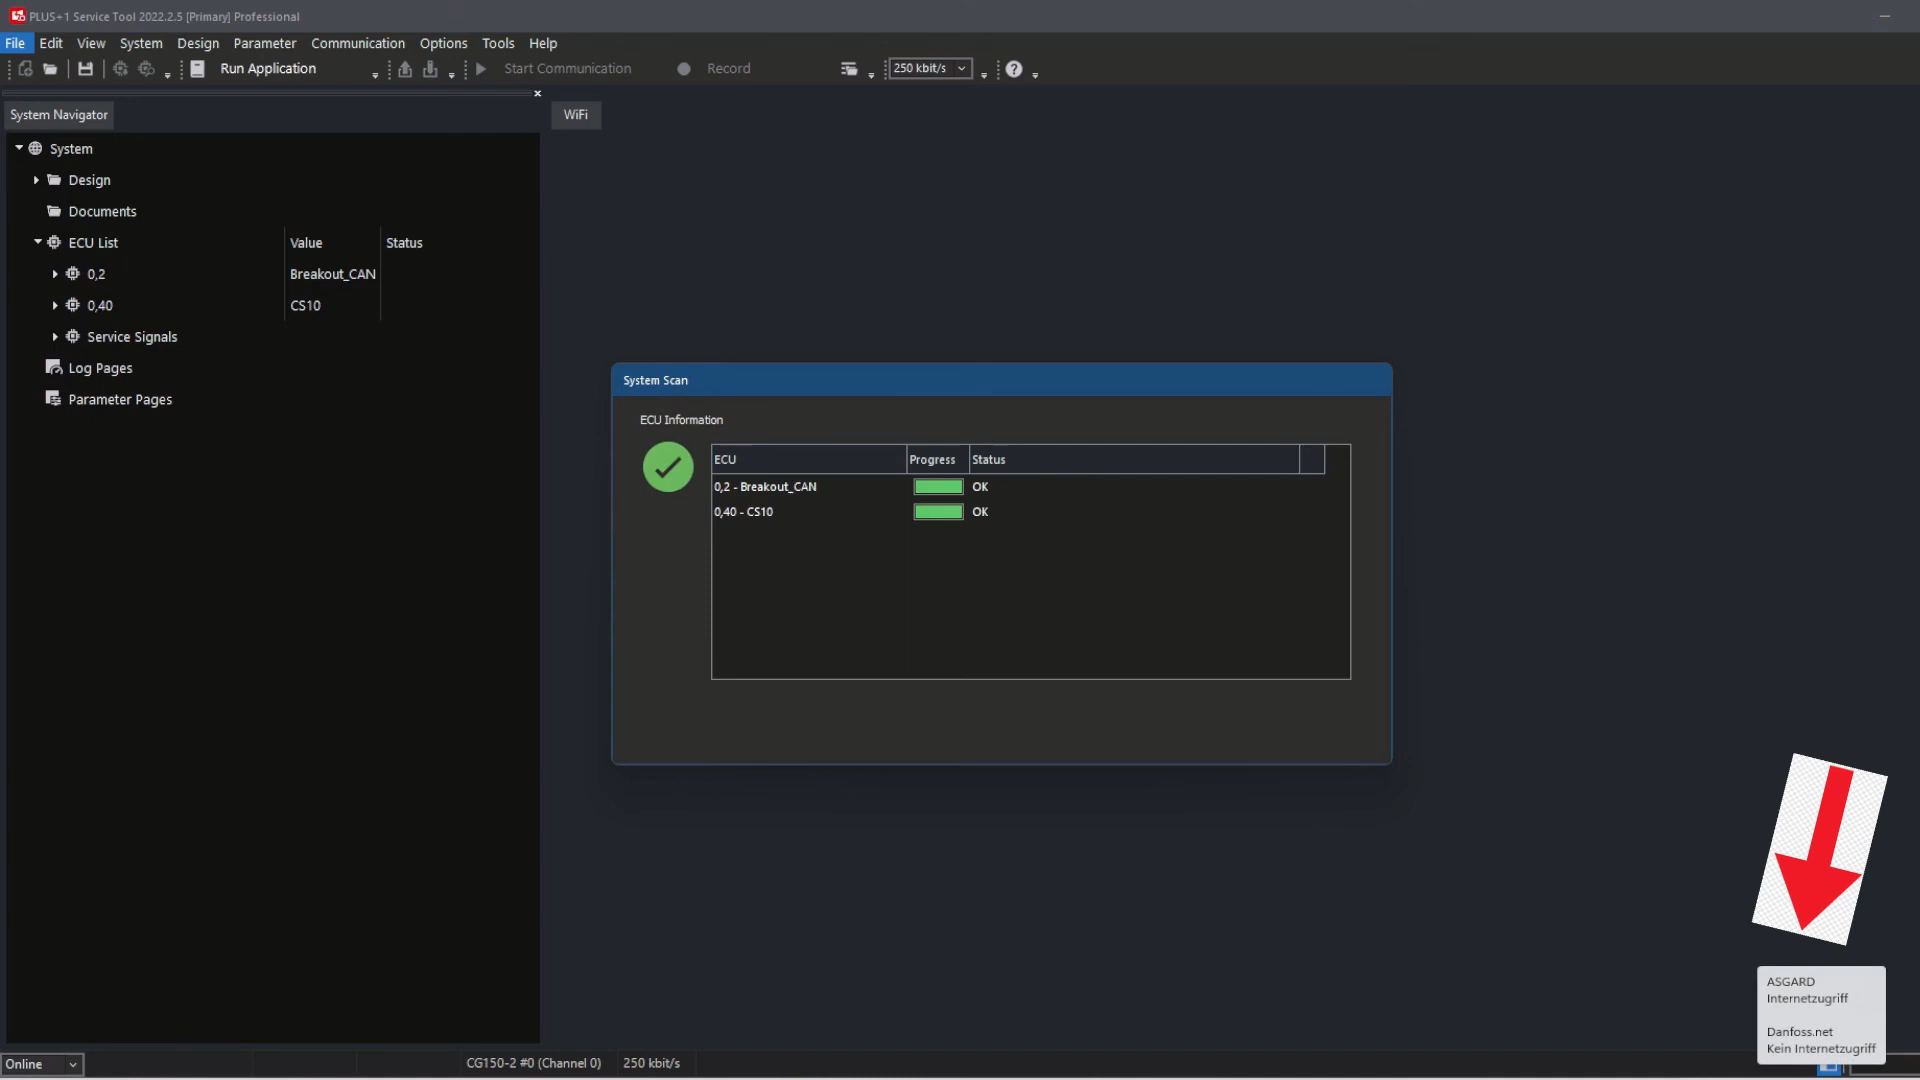 PLUS+1 Service Tool 2022.2.5 [Primary] Professional
File Edit View System Design Parameter Communication Options Tools Help
Run Application Start Communication Record 250 kbit/s
System Navigator
WiFi
System
Design
Documents
ECU List Value Status
0,2 Breakout_CAN
0,40 CS10
Service Signals
Log Pages
Parameter Pages
System Scan
ECU Information
ECU Progress Status
0,2 - Breakout_CAN OK
0,40 - CS10 OK
ASGARD
Internetzugriff
Danfoss.net
Kein Internetzugriff
Online CG150-2 #0 (Channel 0) 250 kbit/s